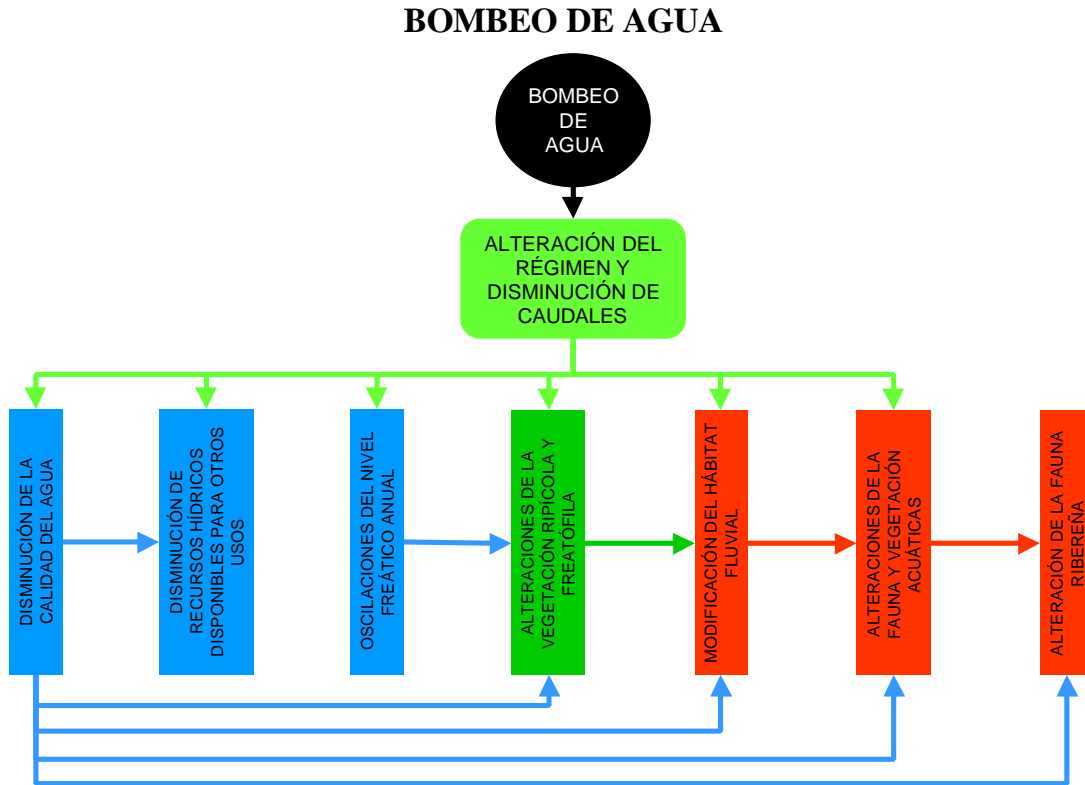 BOMBEO DE AGUA
BOMBEO
DE
AGUA
ALTERACIÓN DEL
RÉGIMEN Y
DISMINUCIÓN DE
CAUDALES
DISMINUCIÓN DE LA
CALIDAD DEL AGUA
DISMINUCIÓN DE
RECURSOS HÍDRICOS
DISPONIBLES PARA OTROS
USOS
OSCILACIONES DEL NIVEL
FREÁTICO ANUAL
ALTERACIONES DE LA
VEGETACIÓN RIPÍCOLA Y
FREATÓFILA
MODIFICACIÓN DEL HÁBITAT
FLUVIAL
ALTERACIONES DE LA
FAUNA Y VEGETACIÓN
ACUÁTICAS
ALTERACIÓN DE LA FAUNA
RIBEREÑA